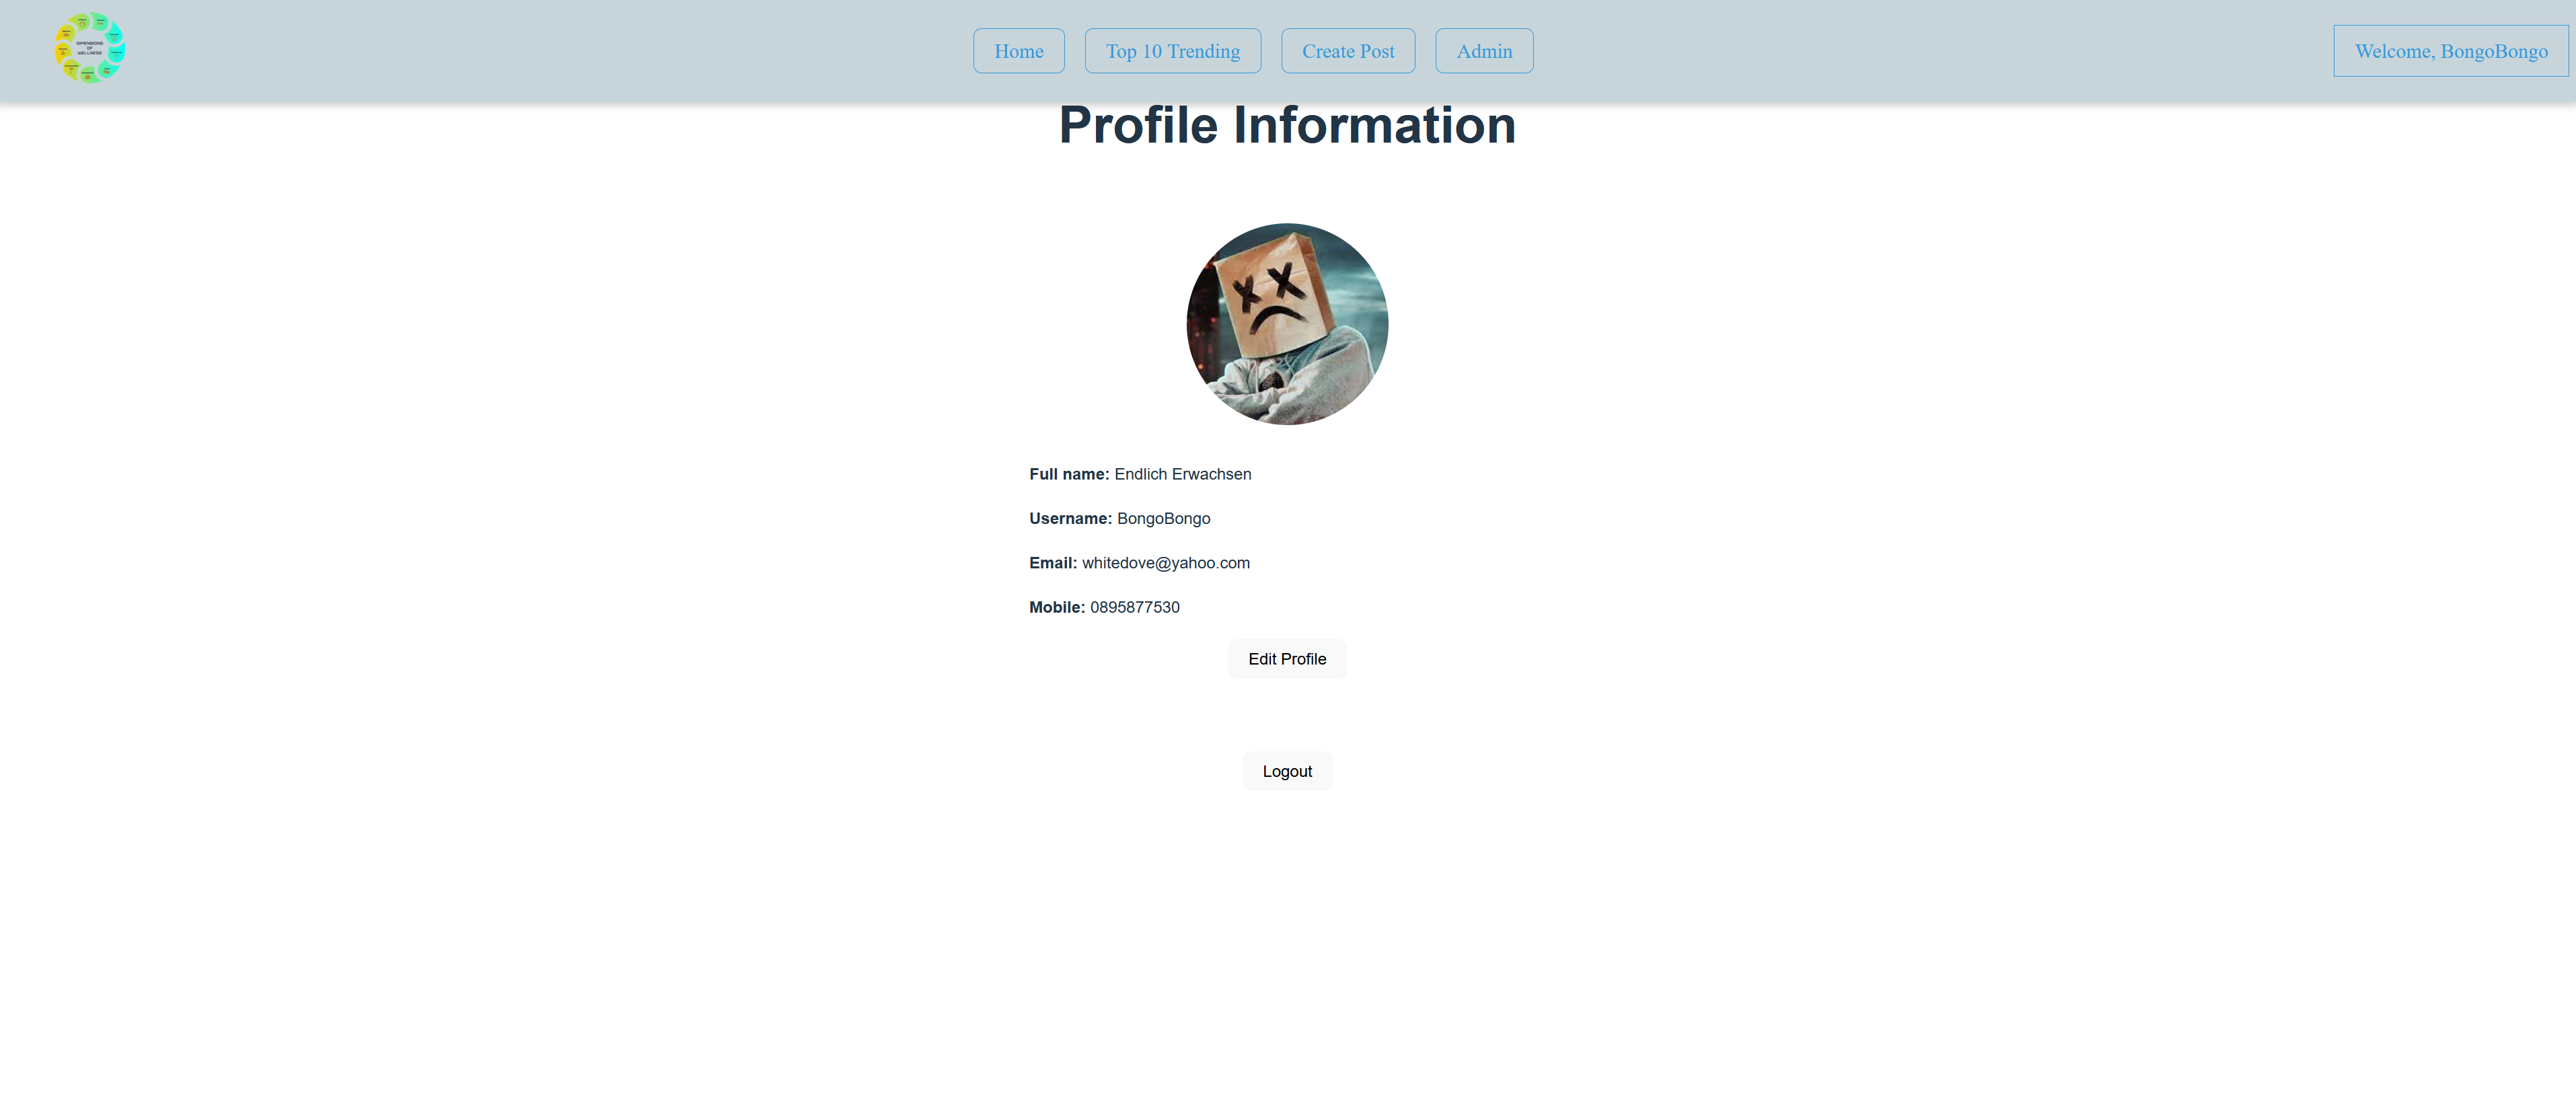 DIMENSIONS
OF
WELLNESS
Home
Top 10 Trending
Create Post
Admin
Welcome, BongoBongo
Profile Information
Full name: Endlich Erwachsen
Username: BongoBongo
Email: whitedove@yahoo.com
Mobile: 0895877530
Edit Profile
Logout